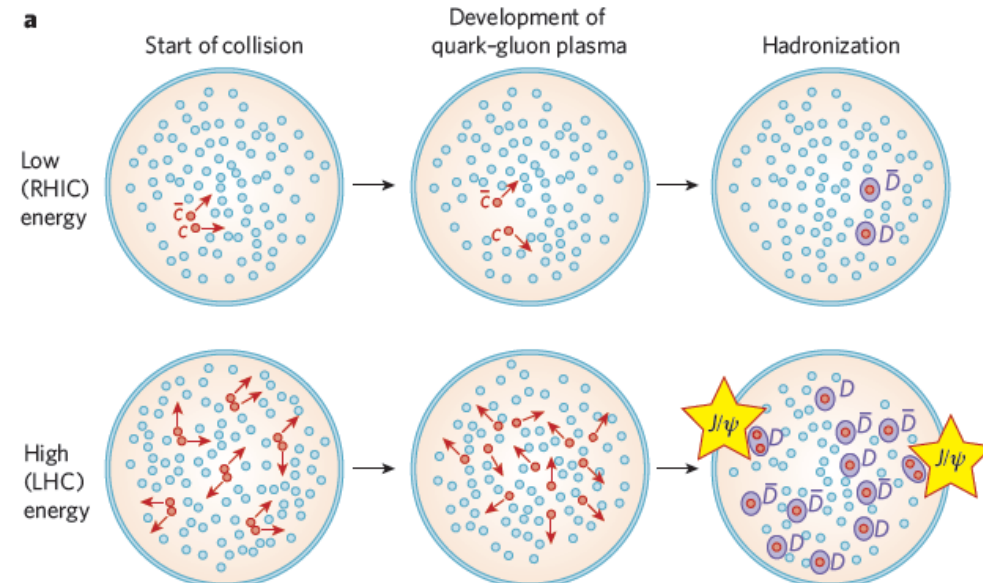 a
Start of collision
Development of
quark–gluon plasma
Hadronization
Low
(RHIC)
energy
c̅
c
c̅
c
D̅
D
High
(LHC)
energy
J/ψ
D
D
D̅
D̅
J/ψ
D
D̅
D̅
D̅
D
D
D